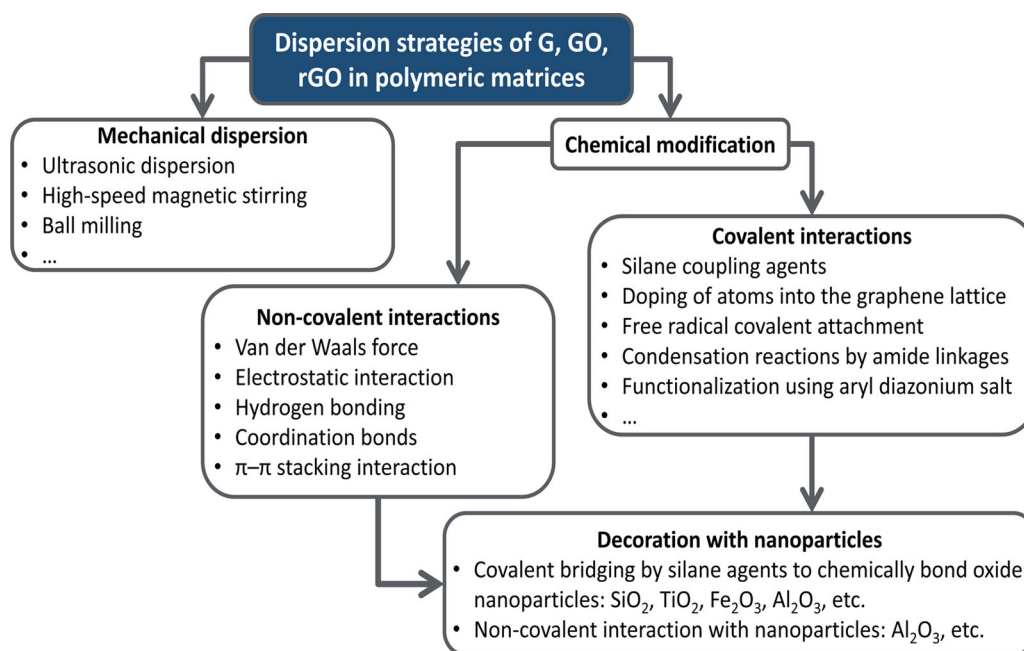 Dispersion strategies of G, GO,
rGO in polymeric matrices
Mechanical dispersion
• Ultrasonic dispersion
• High-speed magnetic stirring
• Ball milling
• ...
Chemical modification
Non-covalent interactions
• Van der Waals force
• Electrostatic interaction
• Hydrogen bonding
• Coordination bonds
• π–π stacking interaction
Covalent interactions
• Silane coupling agents
• Doping of atoms into the graphene lattice
• Free radical covalent attachment
• Condensation reactions by amide linkages
• Functionalization using aryl diazonium salt
• ...
Decoration with nanoparticles
• Covalent bridging by silane agents to chemically bond oxide
nanoparticles: SiO₂, TiO₂, Fe₂O₃, Al₂O₃, etc.
• Non-covalent interaction with nanoparticles: Al₂O₃, etc.